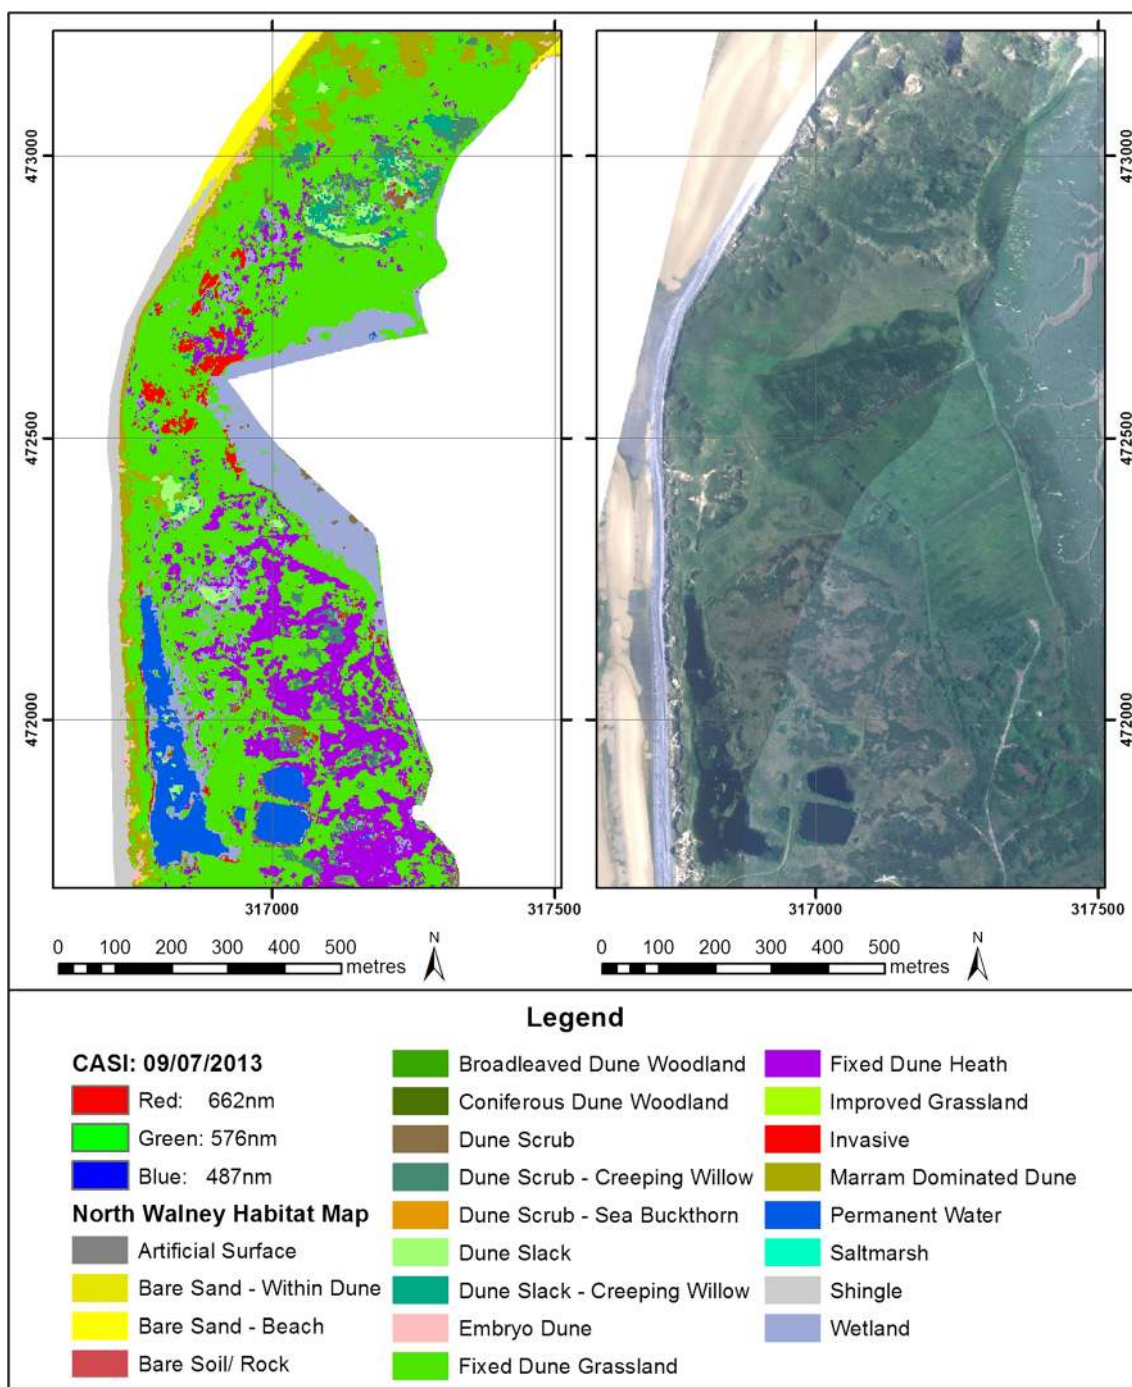 473000
472500
472000
317000
317500
0 100 200 300 400 500
metres
N
473000
472500
472000
317000
317500
0 100 200 300 400 500
metres
N
Legend
CASI: 09/07/2013
Red: 662nm
Green: 576nm
Blue: 487nm
North Walney Habitat Map
Artificial Surface
Bare Sand - Within Dune
Bare Sand - Beach
Bare Soil/ Rock
Broadleaved Dune Woodland
Coniferous Dune Woodland
Dune Scrub
Dune Scrub - Creeping Willow
Dune Scrub - Sea Buckthorn
Dune Slack
Dune Slack - Creeping Willow
Embryo Dune
Fixed Dune Grassland
Fixed Dune Heath
Improved Grassland
Invasive
Marram Dominated Dune
Permanent Water
Saltmarsh
Shingle
Wetland